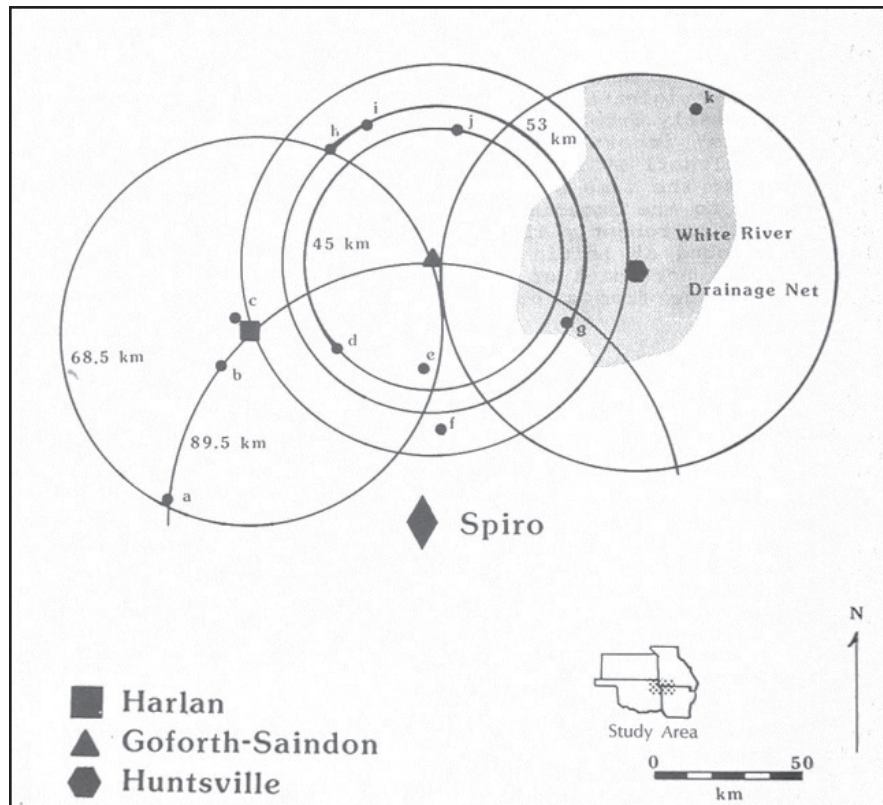 k
i
j
h
53
km
68.5 km
45 km
White River
Drainage Net
c
d
g
b
e
89.5 km
f
a
Spiro
N
Harlan
Goforth-Saindon
Huntsville
Study Area
0 50
km